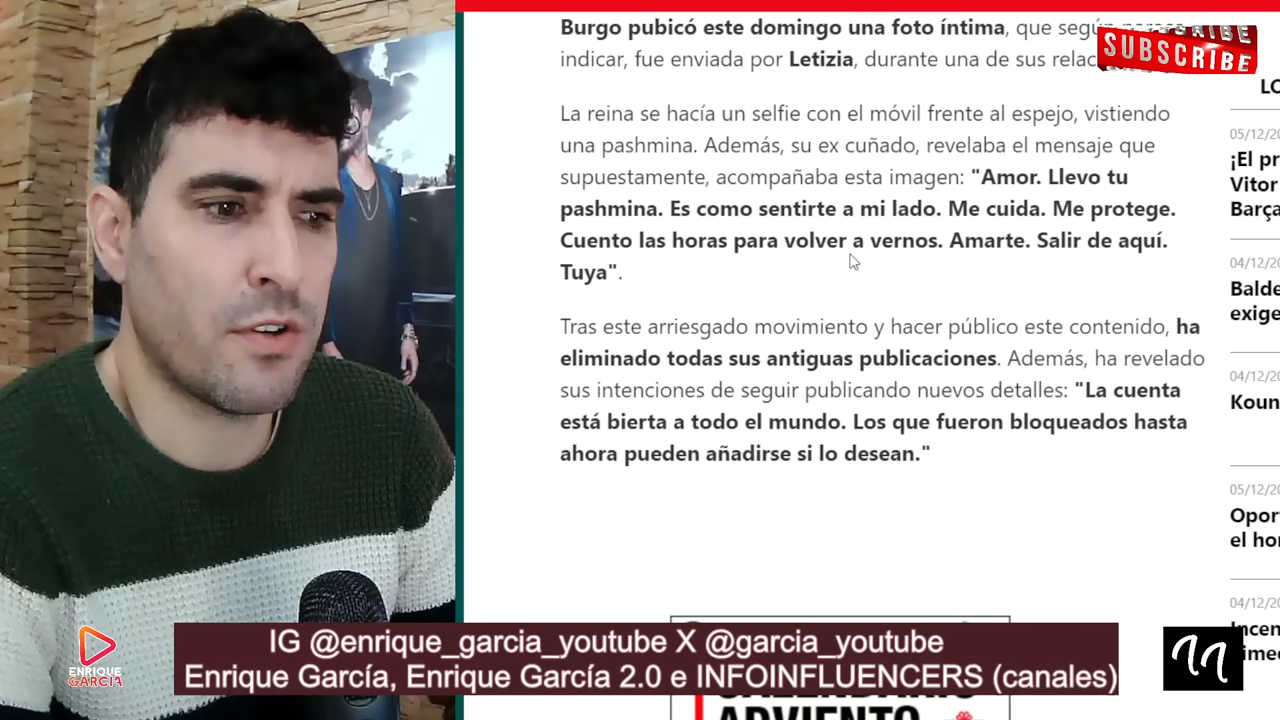 Burgo pubicó este domingo una foto íntima, que según
SUBSCRIBE
indicar, fue enviada por Letizia, durante una de sus
La reina se hacía un selfie con el móvil frente al espejo, vistiendo
una pashmina. Además, su ex cuñado, revelaba el mensaje que
supuestamente, acompañaba esta imagen: "Amor. Llevo tu
pashmina. Es como sentirte a mi lado. Me cuida. Me protege.
Cuento las horas para volver a vernos. Amarte. Salir de aquí.
Tuya".
Tras este arriesgado movimiento y hacer público este contenido, ha
eliminado todas sus antiguas publicaciones. Además, ha revelado
sus intenciones de seguir publicando nuevos detalles: "La cuenta
está bierta a todo el mundo. Los que fueron bloqueados hasta
ahora pueden añadirse si lo desean."
LO
05/12/20
¡El pr
Vitor
Barça
04/12/20
Balde
exige
04/12/20
Koun
05/12/20
Opor
el hor
04/12/20
IG @enrique_garcia_youtube X @garcia_youtube
Enrique García, Enrique García 2.0 e INFOINFLUENCERS (canales)
ENRIQUE
GARCÍA
ADVIENTO